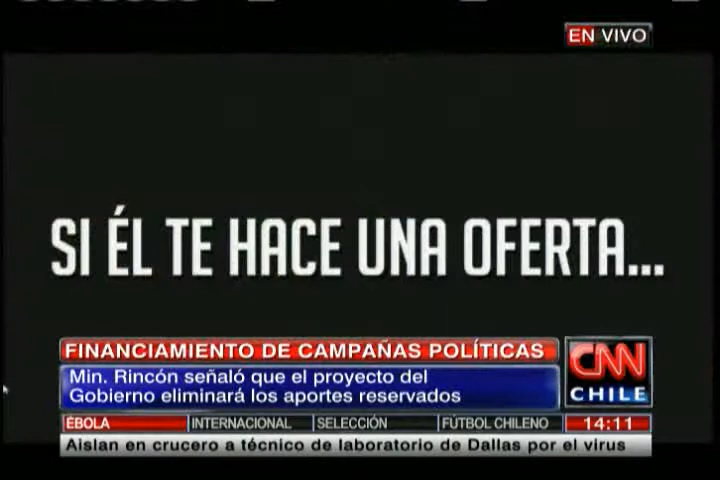 EN VIVO
SI ÉL TE HACE UNA OFERTA...
FINANCIAMIENTO DE CAMPAÑAS POLÍTICAS
Min. Rincón señaló que el proyecto del
Gobierno eliminará los aportes reservados
CNN
CHILE
ÉBOLA INTERNACIONAL SELECCIÓN FÚTBOL CHILENO 14:11
Aislan en crucero a técnico de laboratorio de Dallas por el virus